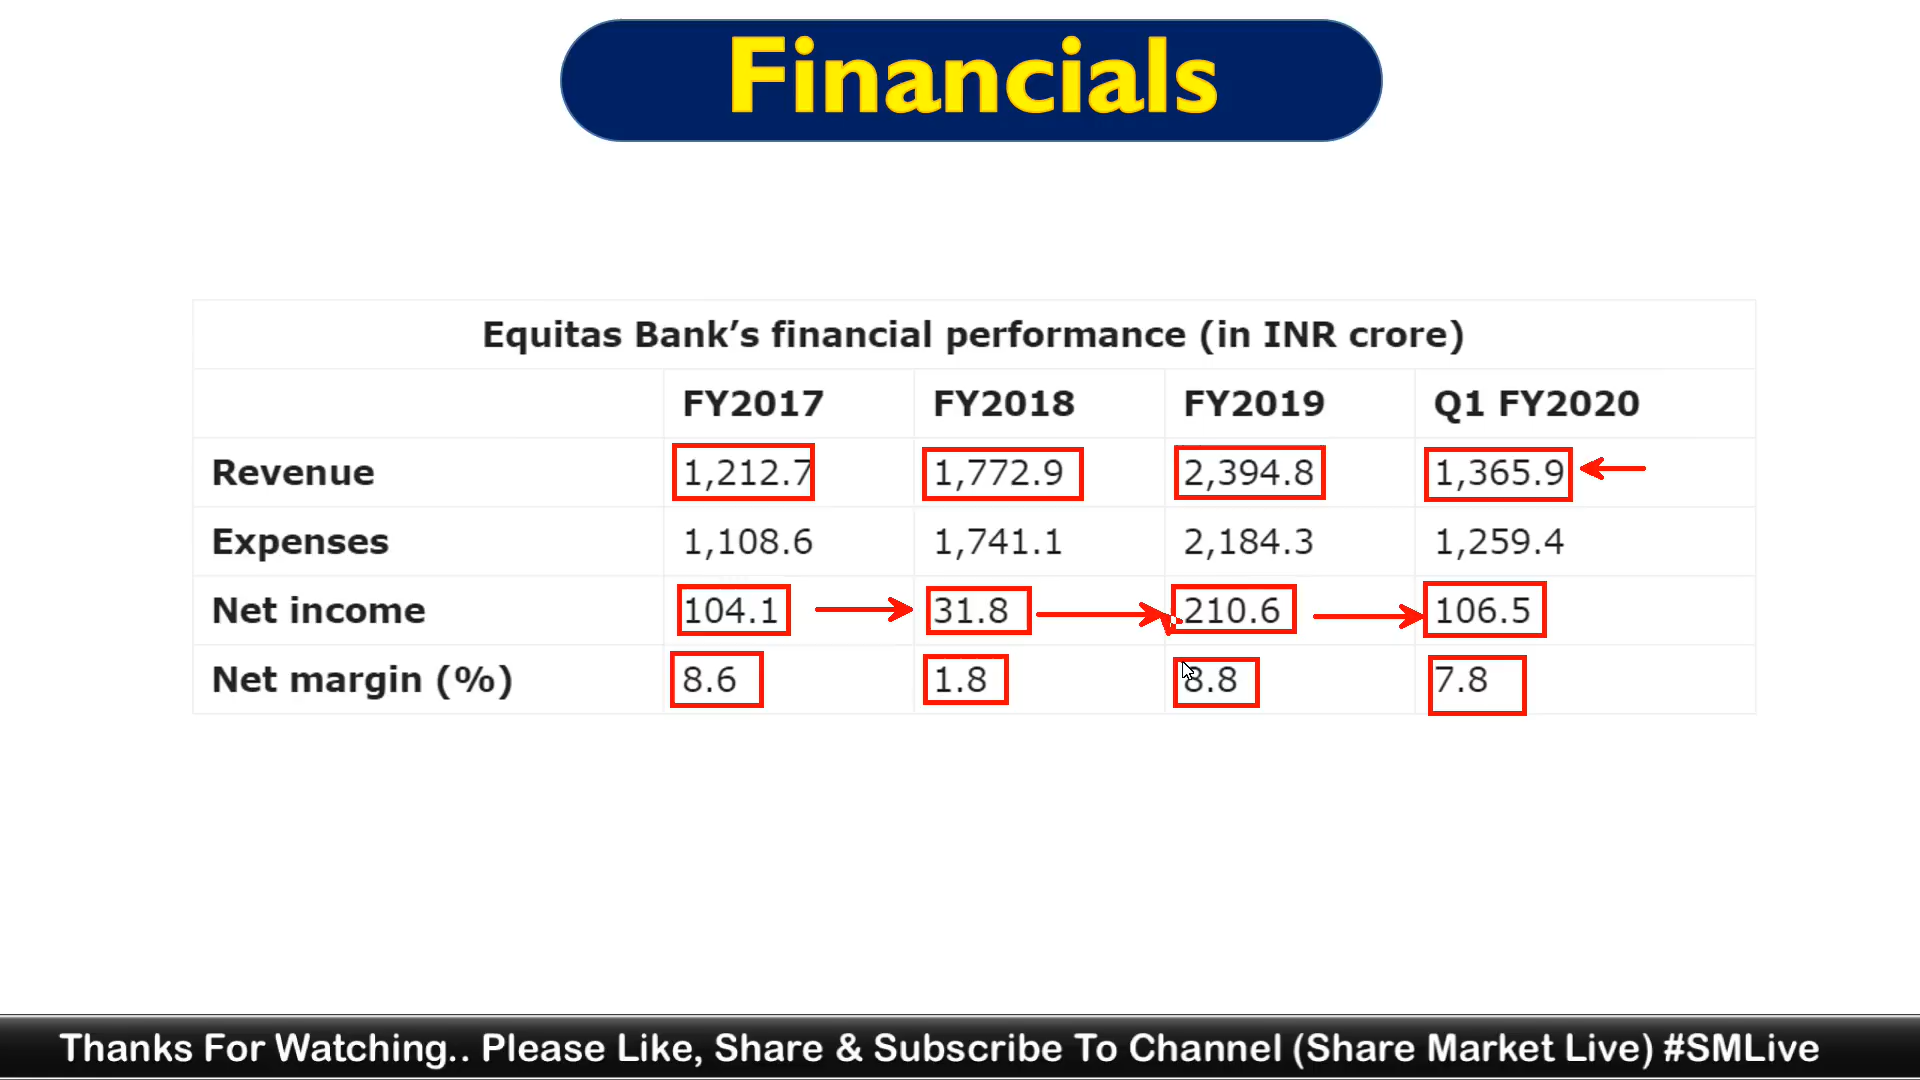 Financials
Equitas Bank’s financial performance (in INR crore)
FY2017 FY2018 FY2019 Q1 FY2020
Revenue 1,212.7 1,772.9 2,394.8 1,365.9
Expenses 1,108.6 1,741.1 2,184.3 1,259.4
Net income 104.1 31.8 210.6 106.5
Net margin (%) 8.6 1.8 8.8 7.8
Thanks For Watching.. Please Like, Share & Subscribe To Channel (Share Market Live) #SMLive